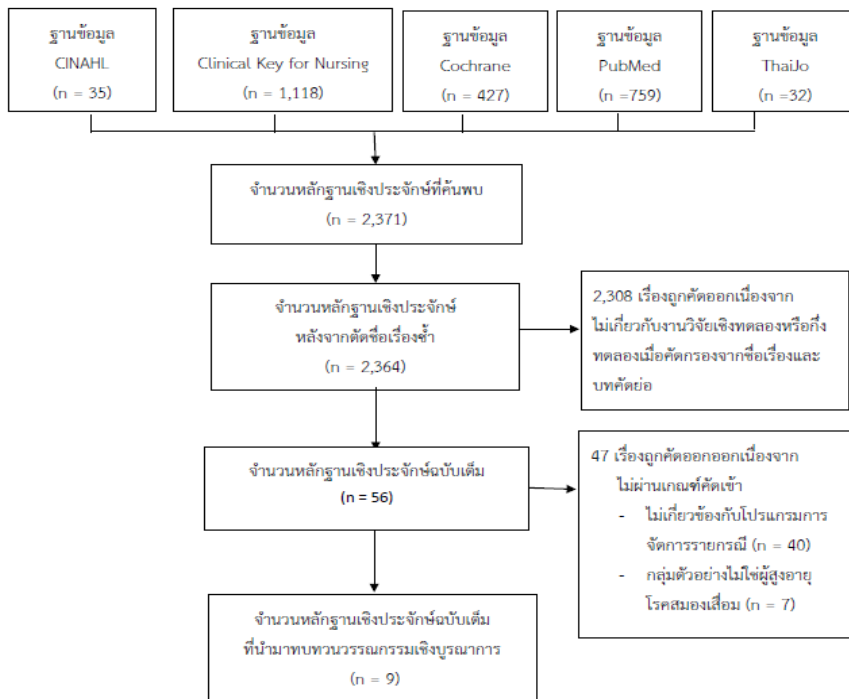 ฐานข้อมูล
CINAHL
(n = 35)
ฐานข้อมูล
Clinical Key for Nursing
(n = 1,118)
ฐานข้อมูล
Cochrane
(n = 427)
ฐานข้อมูล
PubMed
(n =759)
ฐานข้อมูล
ThaiJo
(n =32)
จำนวนหลักฐานเชิงประจักษ์ที่ค้นพบ
(n = 2,371)
จำนวนหลักฐานเชิงประจักษ์
หลังจากตัดชื่อเรื่องซ้ำ
(n = 2,364)
2,308 เรื่องถูกคัดออกเนื่องจาก
ไม่เกี่ยวกับงานวิจัยเชิงทดลองหรือกึ่ง
ทดลองเมื่อคัดกรองจากชื่อเรื่องและ
บทคัดย่อ
จำนวนหลักฐานเชิงประจักษ์ฉบับเต็ม
(n = 56)
47 เรื่องถูกคัดออกออกเนื่องจาก
ไม่ผ่านเกณฑ์คัดเข้า
- ไม่เกี่ยวข้องกับโปรแกรมการ
จัดการรายกรณี (n = 40)
- กลุ่มตัวอย่างไม่ใช่ผู้สูงอายุ
โรคสมองเสื่อม (n = 7)
จำนวนหลักฐานเชิงประจักษ์ฉบับเต็ม
ที่นำมาทบทวนวรรณกรรมเชิงบูรณาการ
(n = 9)